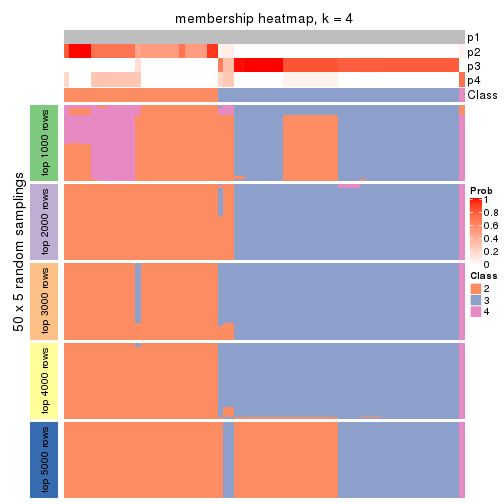 membership heatmap, k = 4
p1
p2
p3
p4
Class
50 x 5 random samplings
top 1000 rows
top 2000 rows
top 3000 rows
top 4000 rows
top 5000 rows
Prob
1
0.8
0.6
0.4
0.2
0
Class
2
3
4